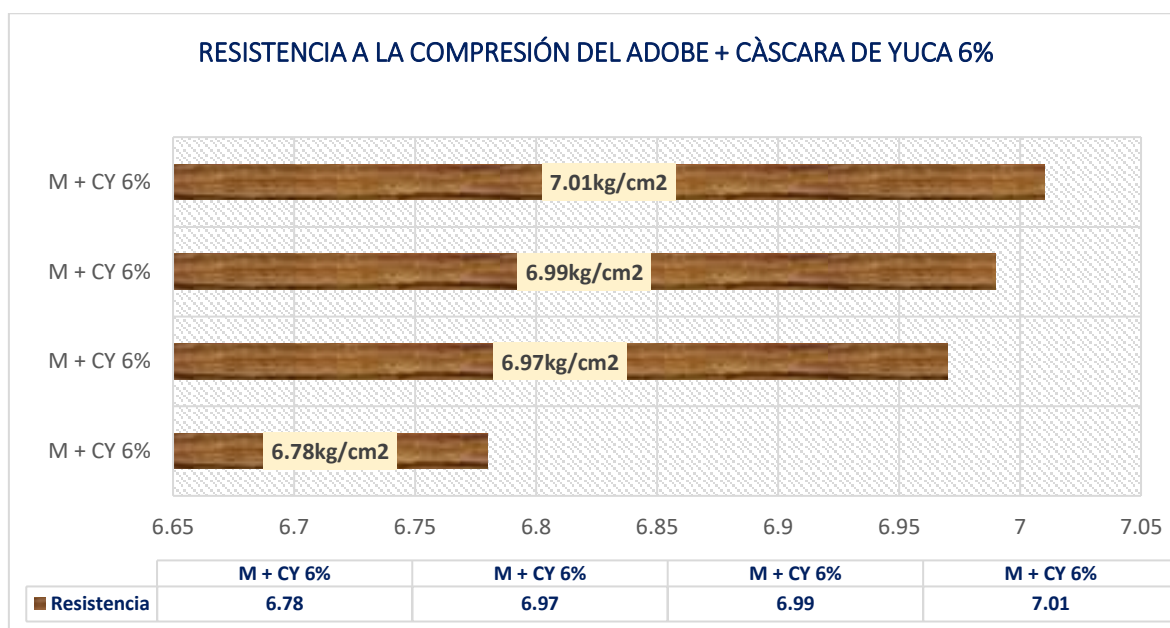 RESISTENCIA A LA COMPRESIÓN DEL ADOBE + CÀSCARA DE YUCA 6%
M + CY 6% 7.01kg/cm2
M + CY 6% 6.99kg/cm2
M + CY 6% 6.97kg/cm2
M + CY 6% 6.78kg/cm2
6.65 6.7 6.75 6.8 6.85 6.9 6.95 7 7.05
M + CY 6% M + CY 6% M + CY 6% M + CY 6%
Resistencia 6.78 6.97 6.99 7.01